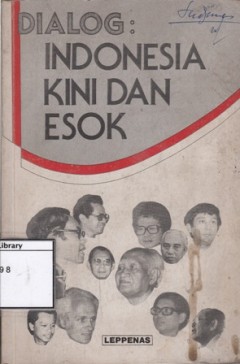 DIALOG:
INDONESIA
KINI DAN
ESOK
Library
98
LEPPENAS